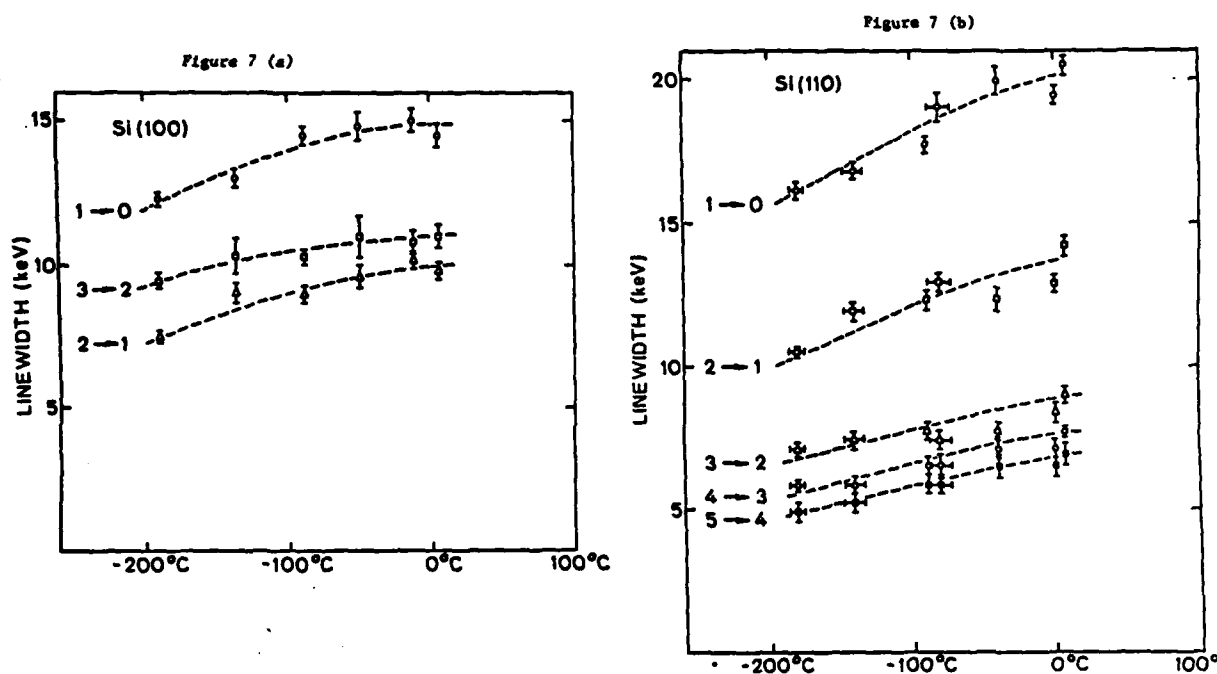 Figure 7 (a)
Si(100)
LINEWIDTH (keV)
15
10
5
1→0
3→2
2→1
-200°C
-100°C
0°C
100°C
Figure 7 (b)
Si(110)
LINEWIDTH (keV)
20
15
10
5
1→0
2→1
3→2
4→3
5→4
-200°C
-100°C
0°C
100°